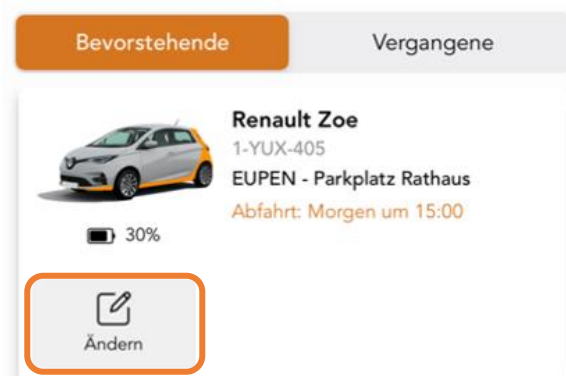 Bevorstehende
Vergangene
Renault Zoe
1-YUX-405
EUPEN - Parkplatz Rathaus
Abfahrt: Morgen um 15:00
30%
Ändern